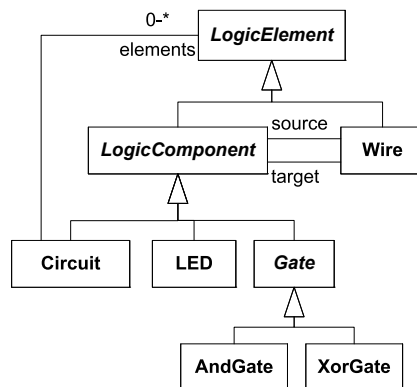 0-*
LogicElement
elements
source
LogicComponent
Wire
target
Circuit
LED
Gate
AndGate
XorGate